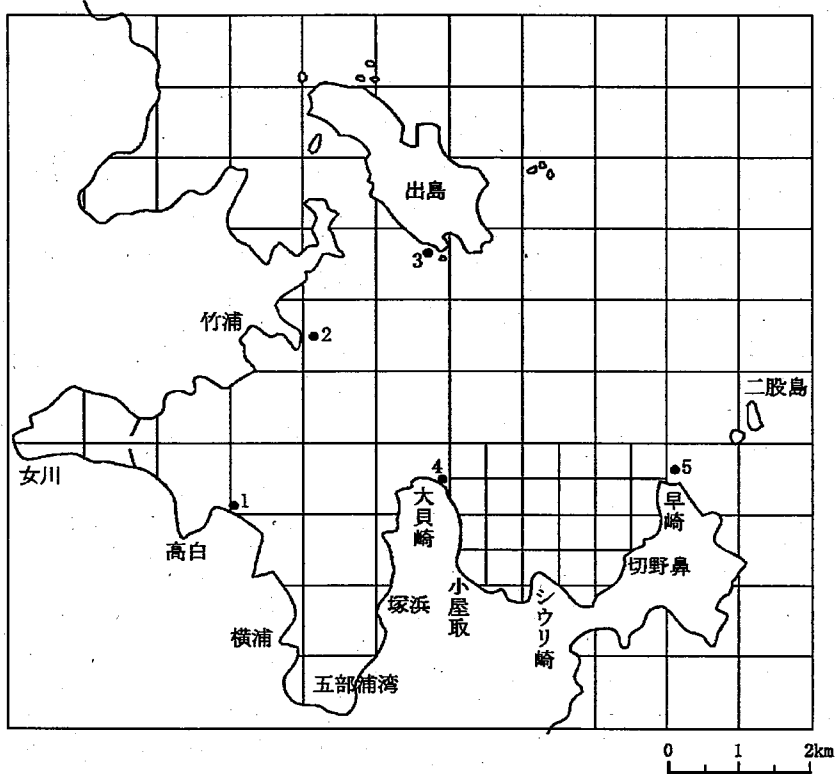 出島
3
竹浦
2
二股島
女川
4
5
1
大貝崎
早崎
高白
切野鼻
塚浜
小屋取
シウリ崎
横浦
五部浦湾
0 1 2km